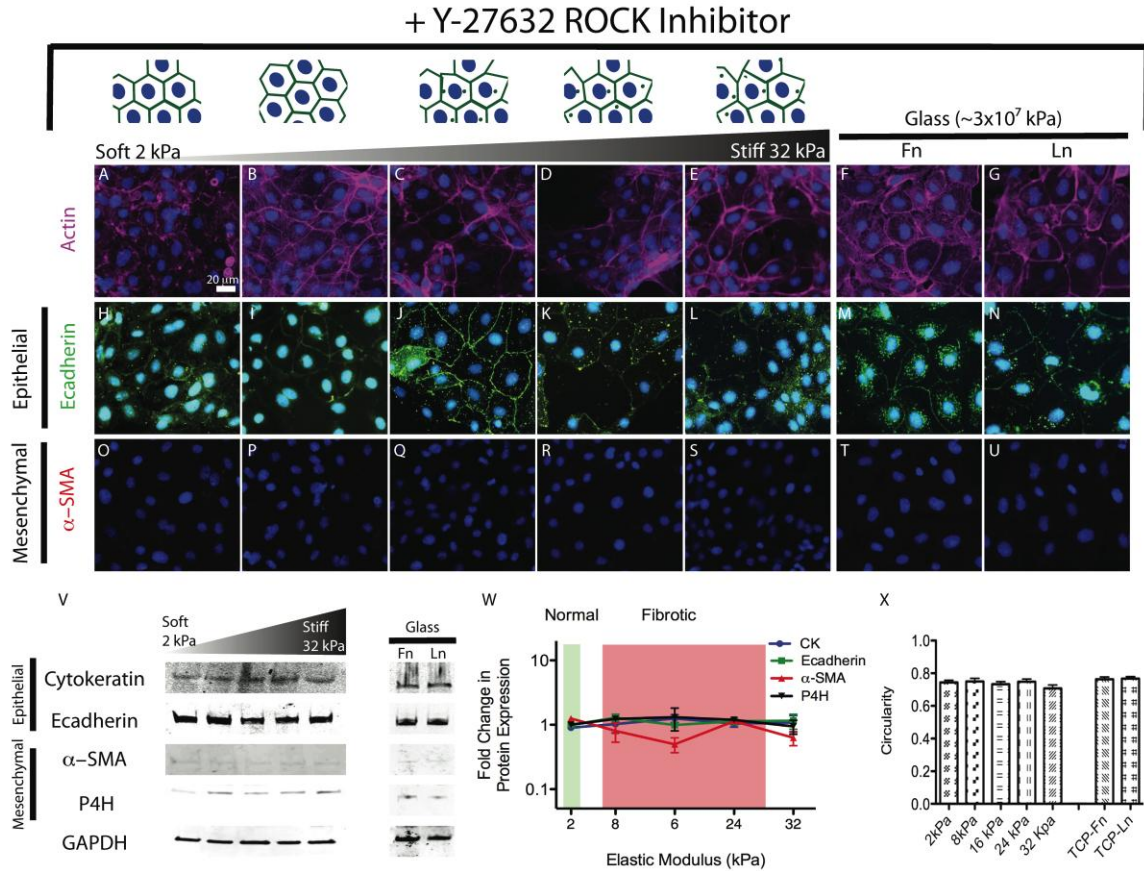 + Y-27632 ROCK Inhibitor
Glass (~3x10⁷ kPa)
Soft 2 kPa Stiff 32 kPa Fn Ln
A B C D E F G
Actin
20 µm
H I J K L M N
Epithelial
Ecadherin
O P Q R S T U
Mesenchymal
α-SMA
V
Soft
2 kPa
Stiff
32 kPa
Glass
Fn Ln
Epithelial
Cytokeratin
Ecadherin
Mesenchymal
α-SMA
P4H
GAPDH
W
Normal Fibrotic
CK
Ecadherin
α-SMA
P4H
Fold Change in
Protein Expression
10
1
0.1
2 8 6 24 32
Elastic Modulus (kPa)
X
Circularity
1.0
0.8
0.6
0.4
0.2
0.0
2kPa 8kPa 16 kPa 24 kPa 32 Kpa TCP-Fn TCP-Ln